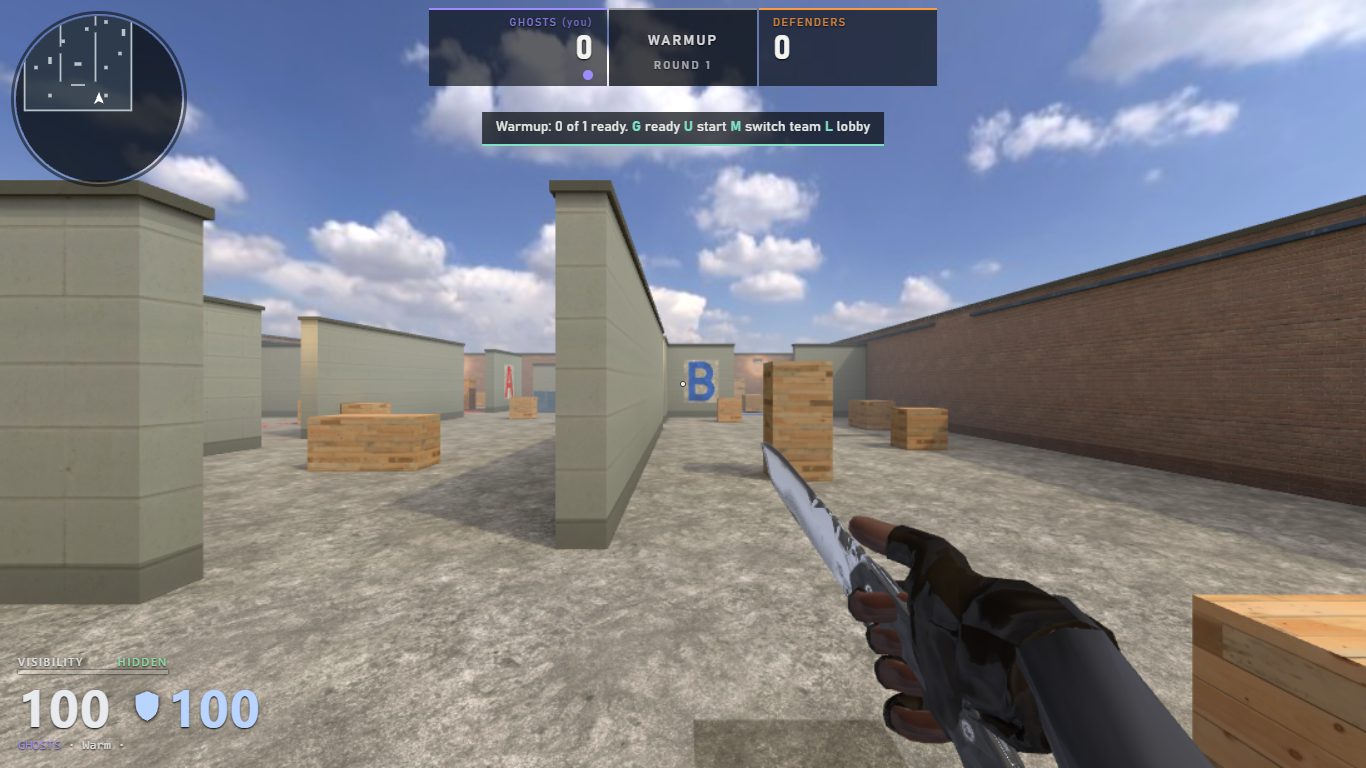 GHOSTS (you)
0
WARMUP
ROUND 1
DEFENDERS
0
Warmup: 0 of 1 ready. G ready U start M switch team L lobby
A
B
VISIBILITY HIDDEN
100 100
GHOSTS · Warm ·